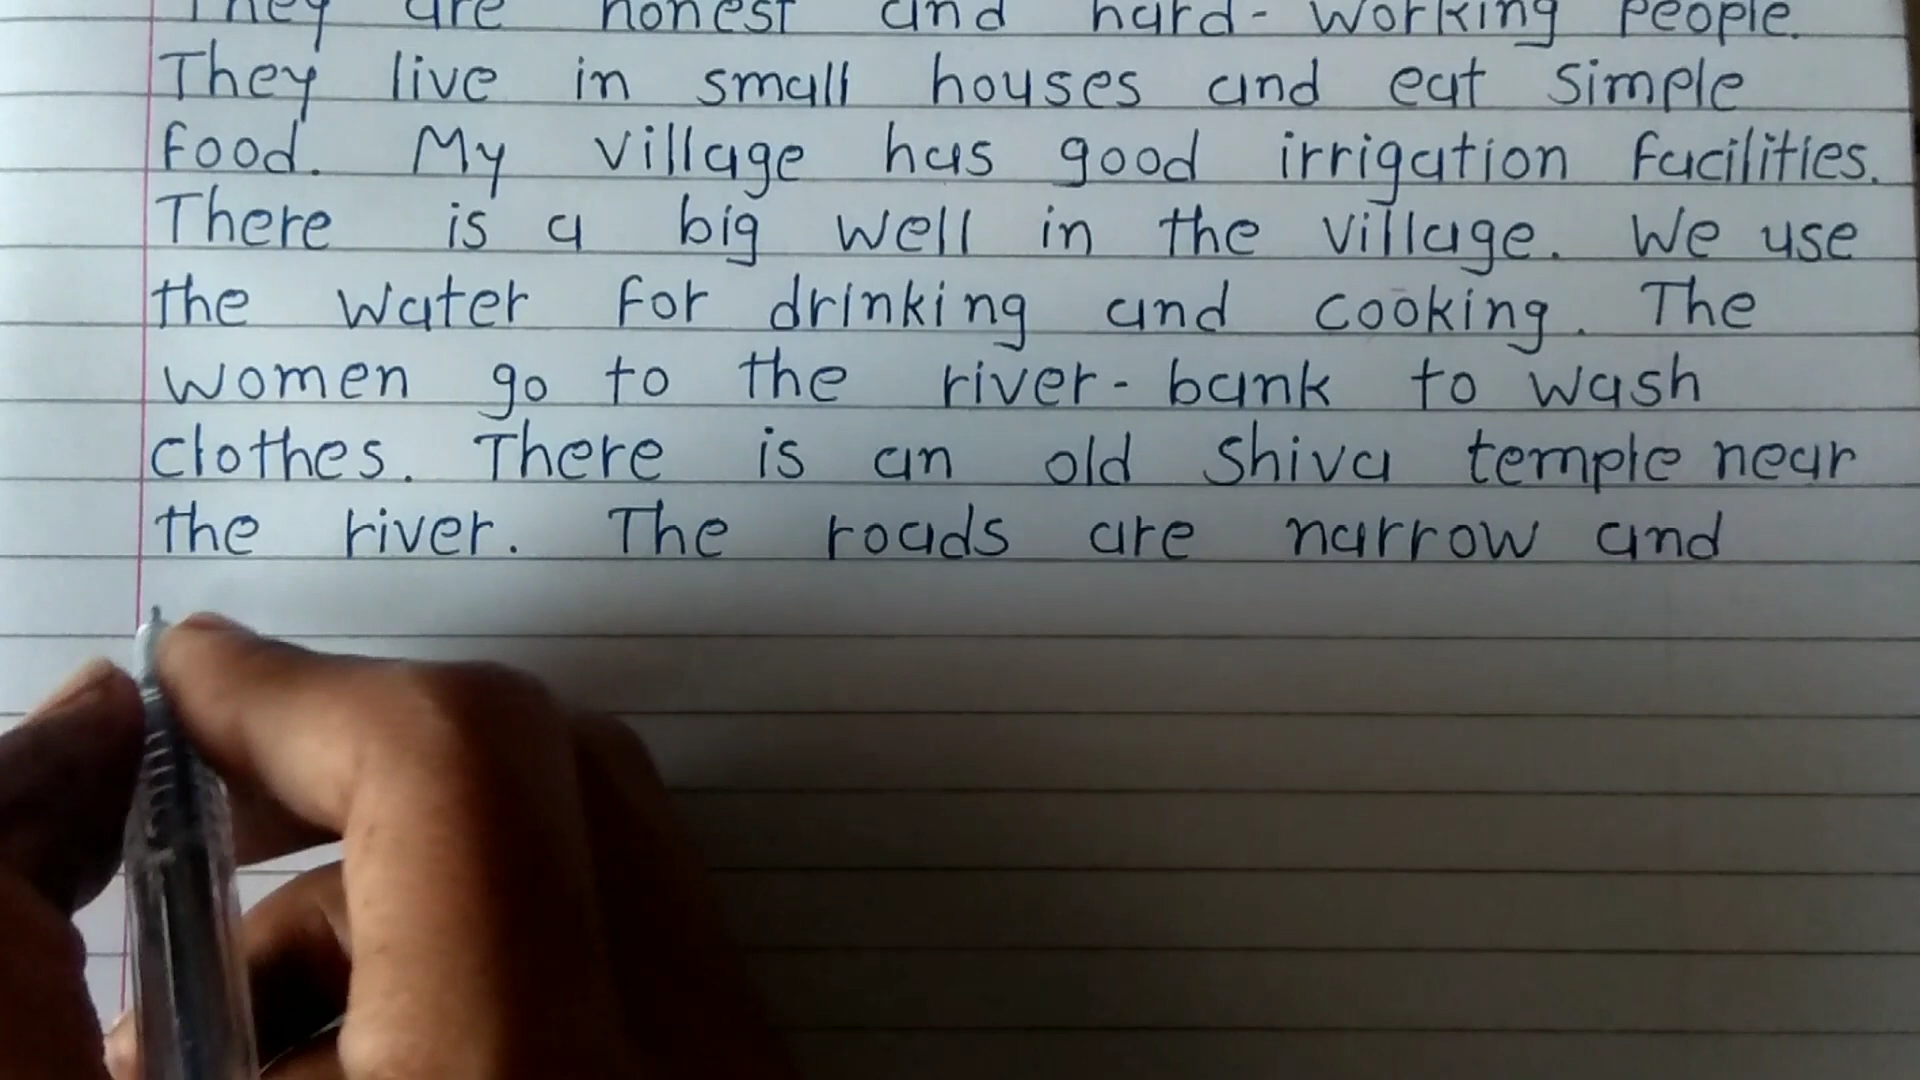 They are honest and hard-working people.
They live in small houses and eat simple
food. My village has good irrigation facilities.
There is a big well in the village. We use
the water for drinking and cooking. The
women go to the river-bank to wash
clothes. There is an old Shiva temple near
the river. The roads are narrow and